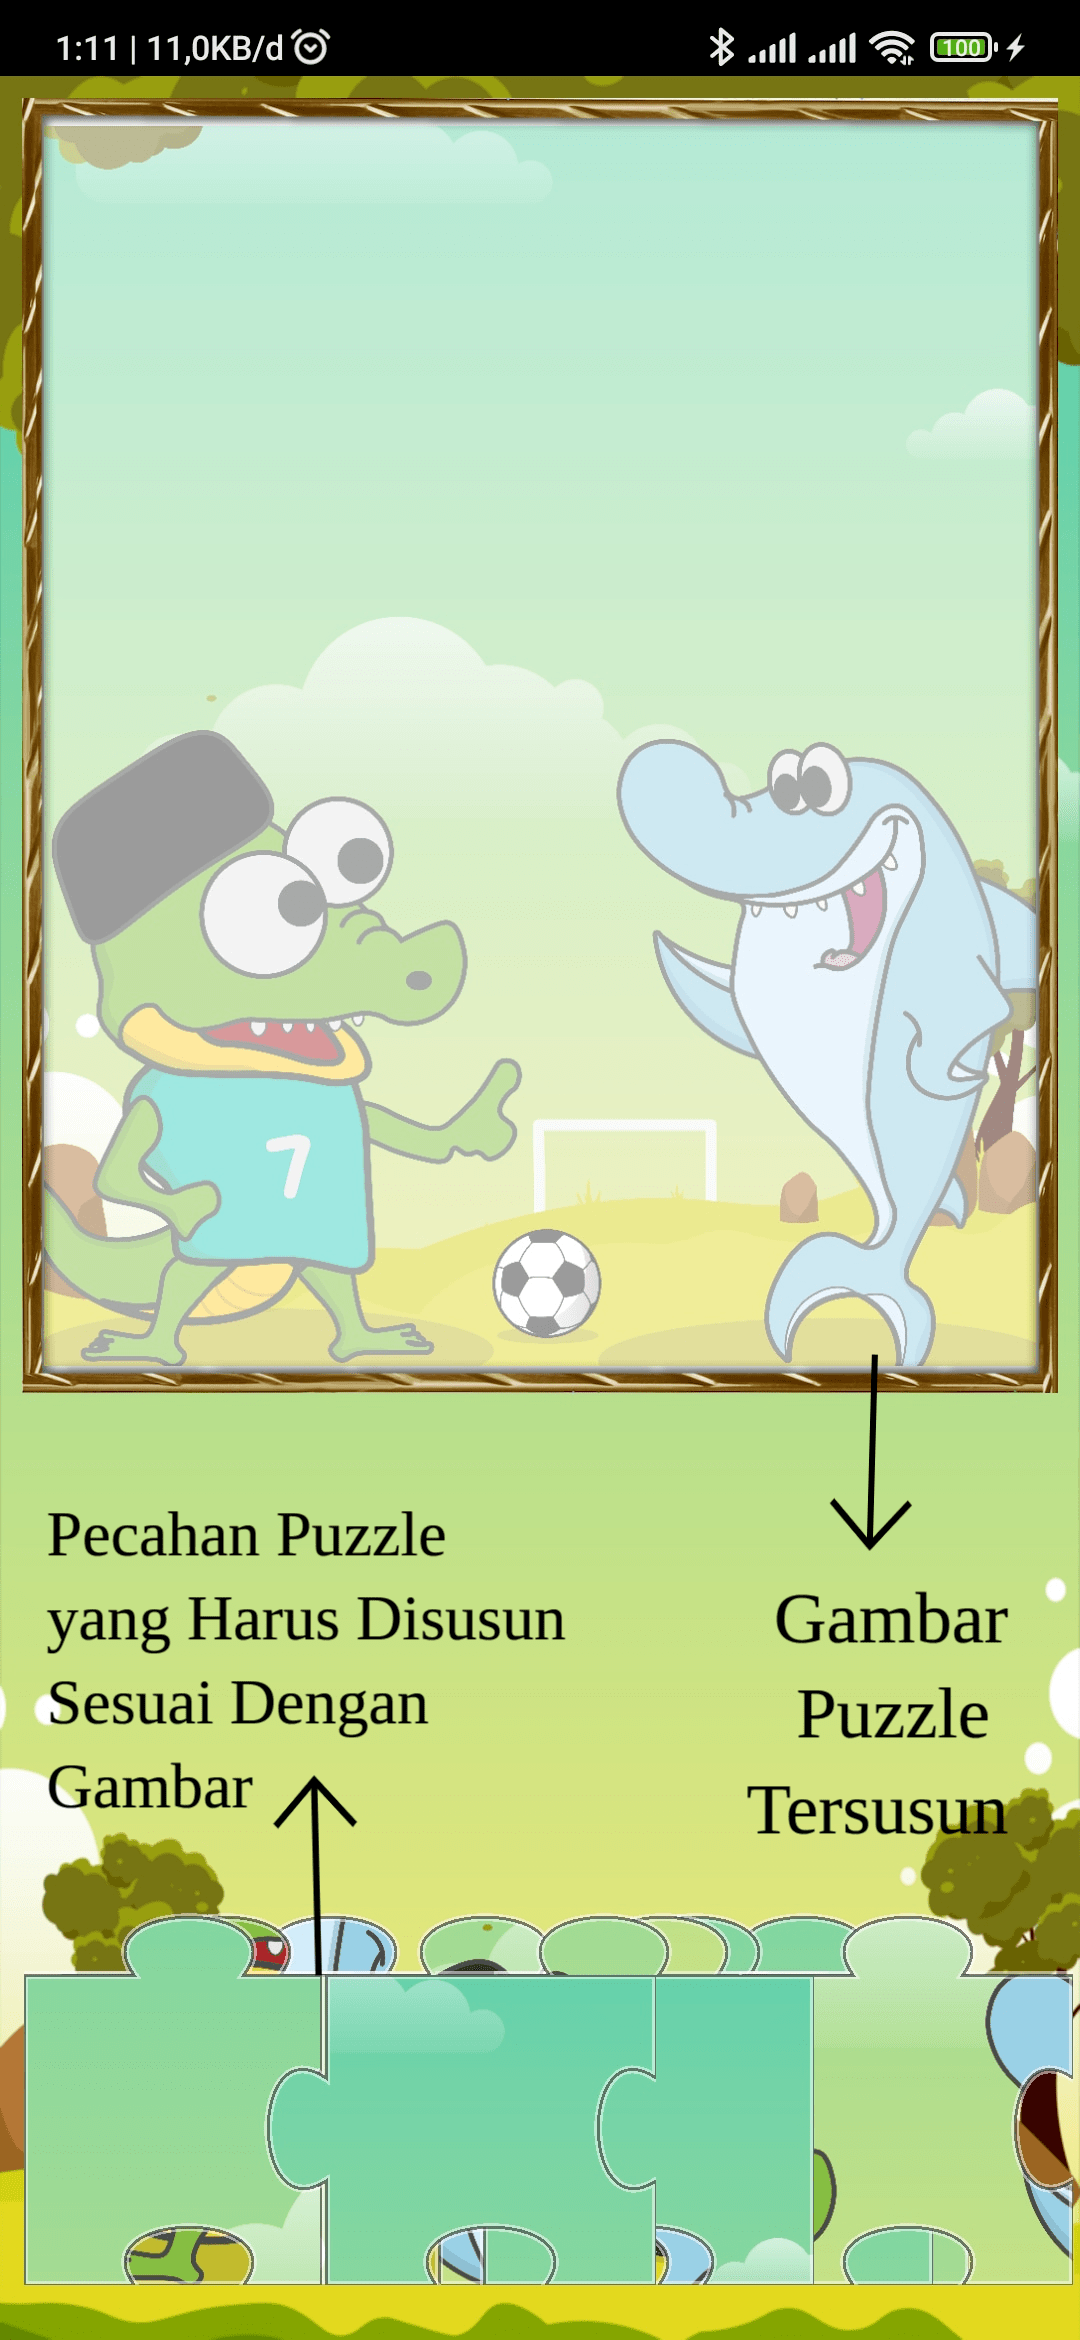 1:11 | 11,0KB/d
100
7
Pecahan Puzzle
yang Harus Disusun
Sesuai Dengan
Gambar
Gambar
Puzzle
Tersusun